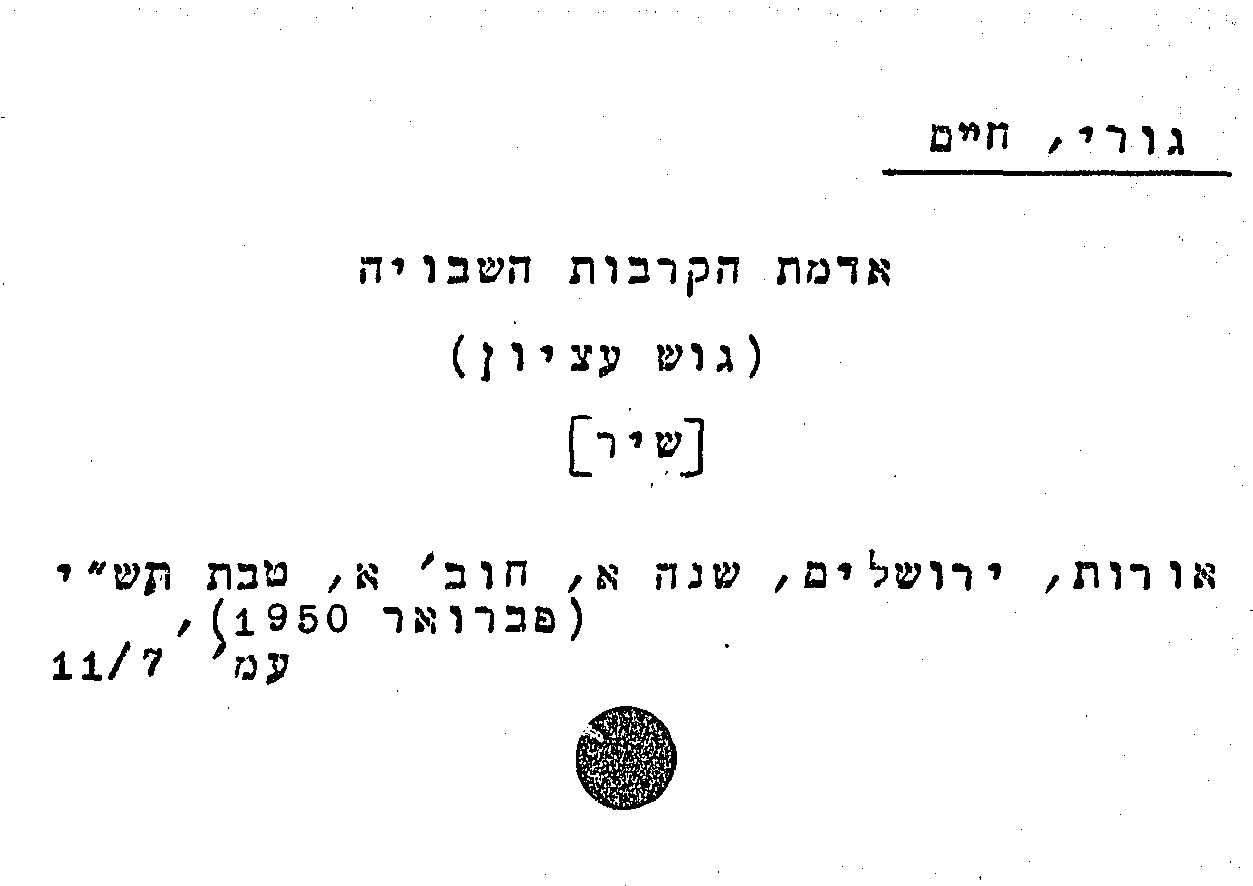 גורי, חיים
אדמת הקרבות השבויה
(גוש עציון)
[שיר]
אורות, ירושלים, שנה א, חוב' א, טבת תש"י
(פברואר 1950),
עמ' 11/7